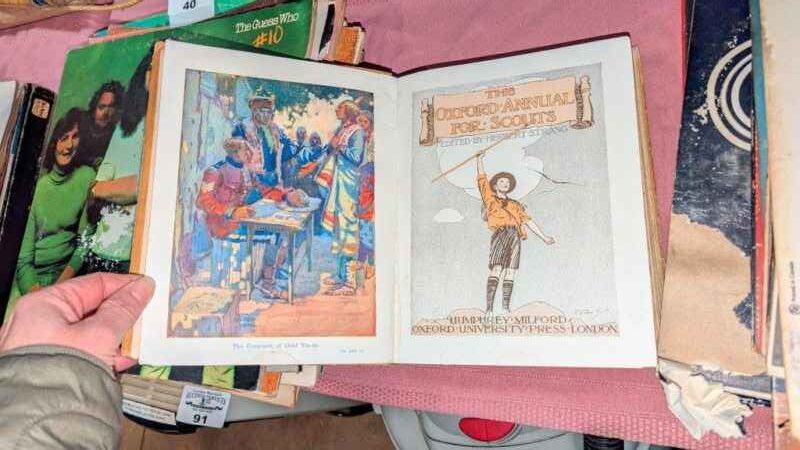 40
The Guess Who
#10
THE
OXFORD·ANNUAL
FOR·SCOUTS
EDITED BY HERBERT STRANG
HUMPHREY MILFORD
OXFORD·UNIVERSITY·PRESS·LONDON
91